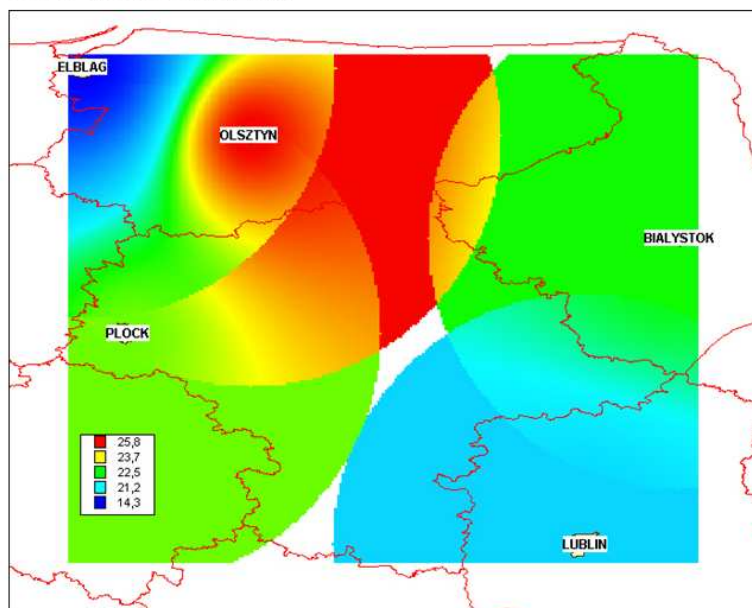 ELBLAG
OLSZTYN
BIALYSTOK
PLOCK
25,8
23,7
22,5
21,2
14,3
LUBLIN